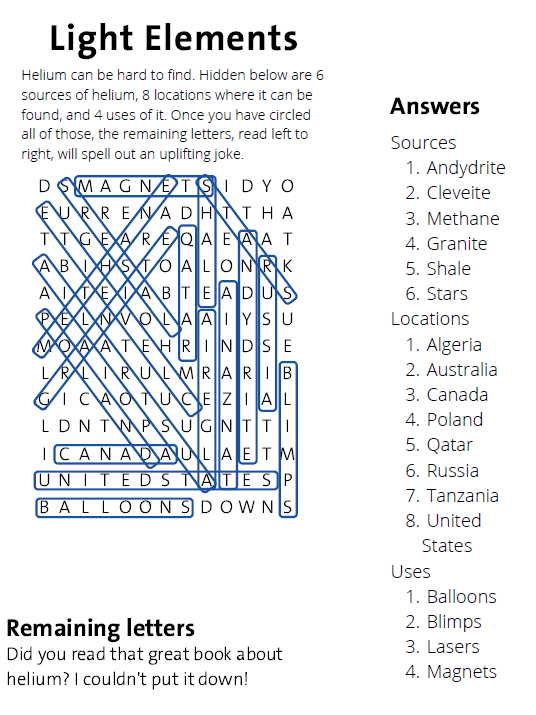 Light Elements
Helium can be hard to find. Hidden below are 6
sources of helium, 8 locations where it can be
found, and 4 uses of it. Once you have circled
all of those, the remaining letters, read left to
right, will spell out an uplifting joke.
D S M A G N E T S I D Y O
E U R R E N A D H T T H A
T T G E A R E Q A E A A T
A B I H S T O A L O N R K
A I T E I A B T E A D U S
P E L N V O L A A I Y S U
M O A A T E H R I N D S E
L R L I R U L M R A R I B
G I C A O T U C E Z I A L
L D N T N P S U G N T T I
I C A N A D A U L A E T M
U N I T E D S T A T E S P
B A L L O O N S D O W N S
Remaining letters
Did you read that great book about
helium? I couldn't put it down!
Answers
Sources
1. Andydrite
2. Cleveite
3. Methane
4. Granite
5. Shale
6. Stars
Locations
1. Algeria
2. Australia
3. Canada
4. Poland
5. Qatar
6. Russia
7. Tanzania
8. United
States
Uses
1. Balloons
2. Blimps
3. Lasers
4. Magnets